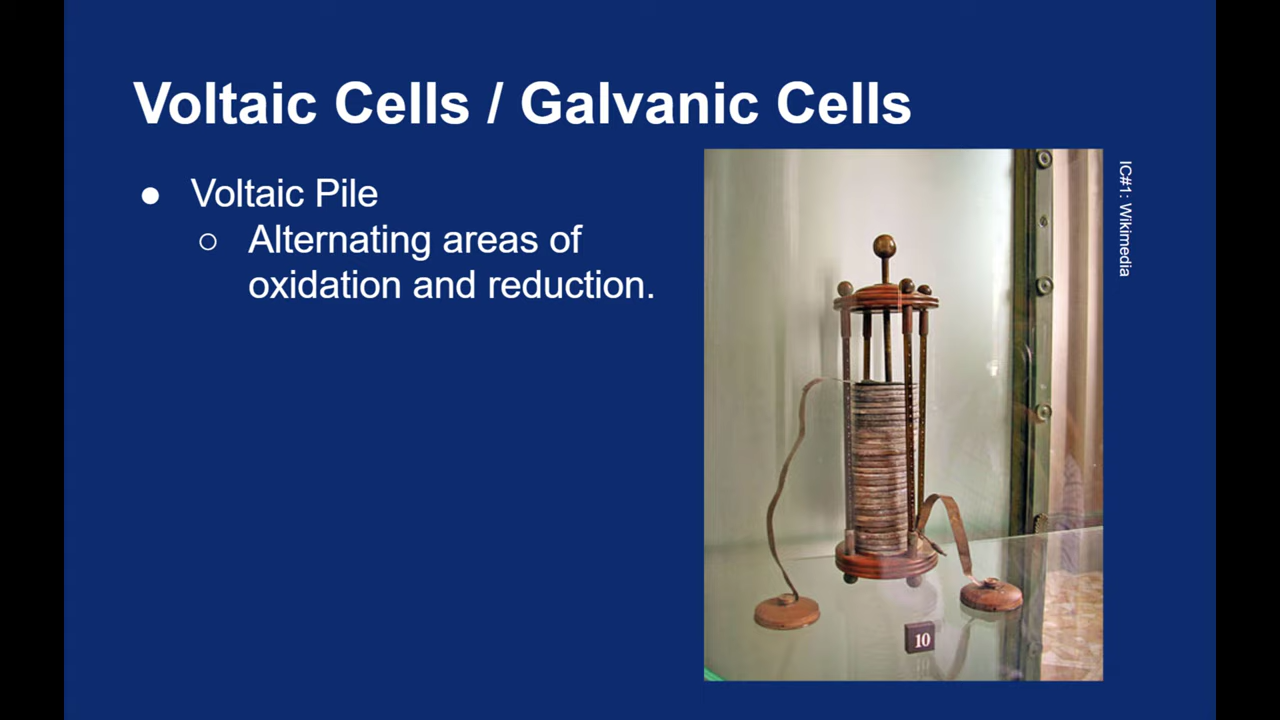 Voltaic Cells / Galvanic Cells
● Voltaic Pile
○ Alternating areas of
oxidation and reduction.
IC#1: Wikimedia
10